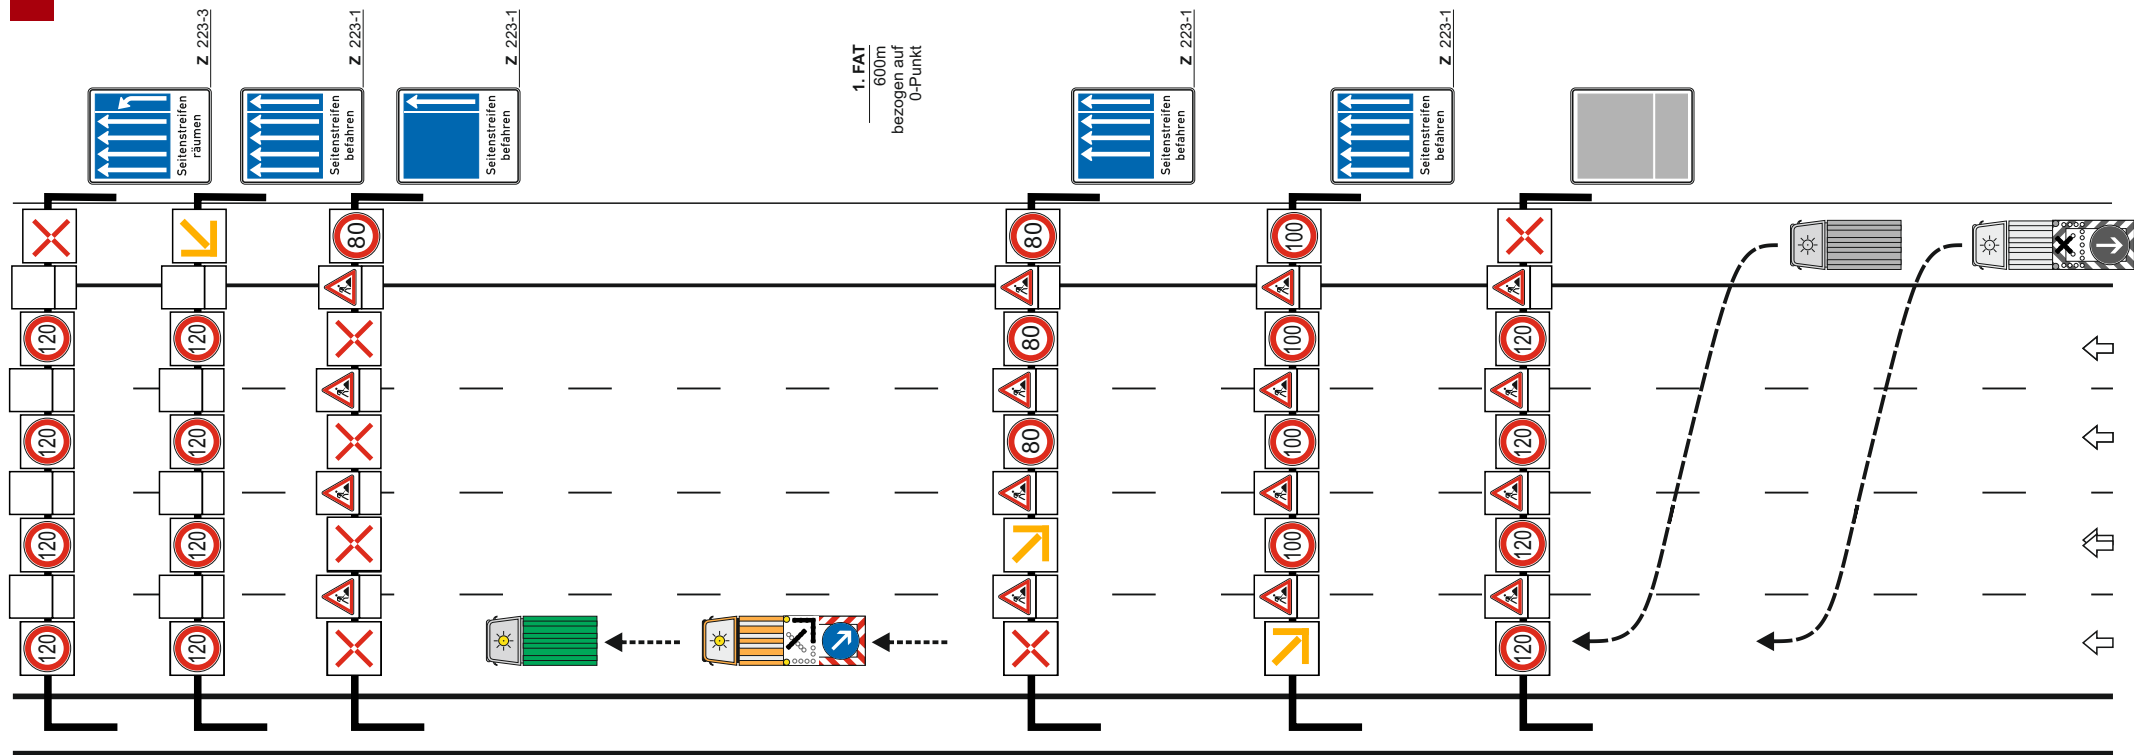 Z 223-3
Seitenstreifen
räumen
Z 223-1
Seitenstreifen
befahren
Z 223-1
Seitenstreifen
befahren
1. FAT
600m
bezogen auf
0-Punkt
Z 223-1
Seitenstreifen
befahren
Z 223-1
Seitenstreifen
befahren
120
120
120
120
120
120
120
120
80
80
80
80
100
100
100
100
120
120
120
120